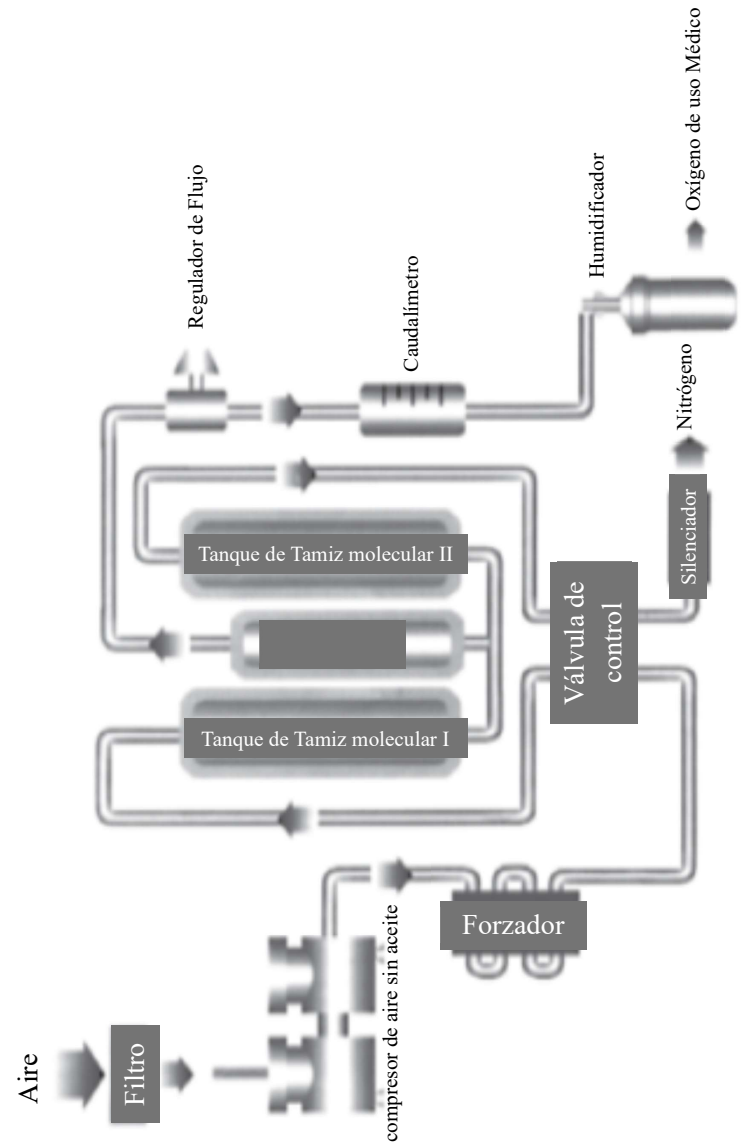 Aire
Filtro
compresor de aire sin aceite
Forzador
Válvula de
control
Tanque de Tamiz molecular I
Tanque de Tamiz molecular II
Silenciador
Nitrógeno
Regulador de Flujo
Caudalímetro
Humidificador
Oxígeno de uso Médico